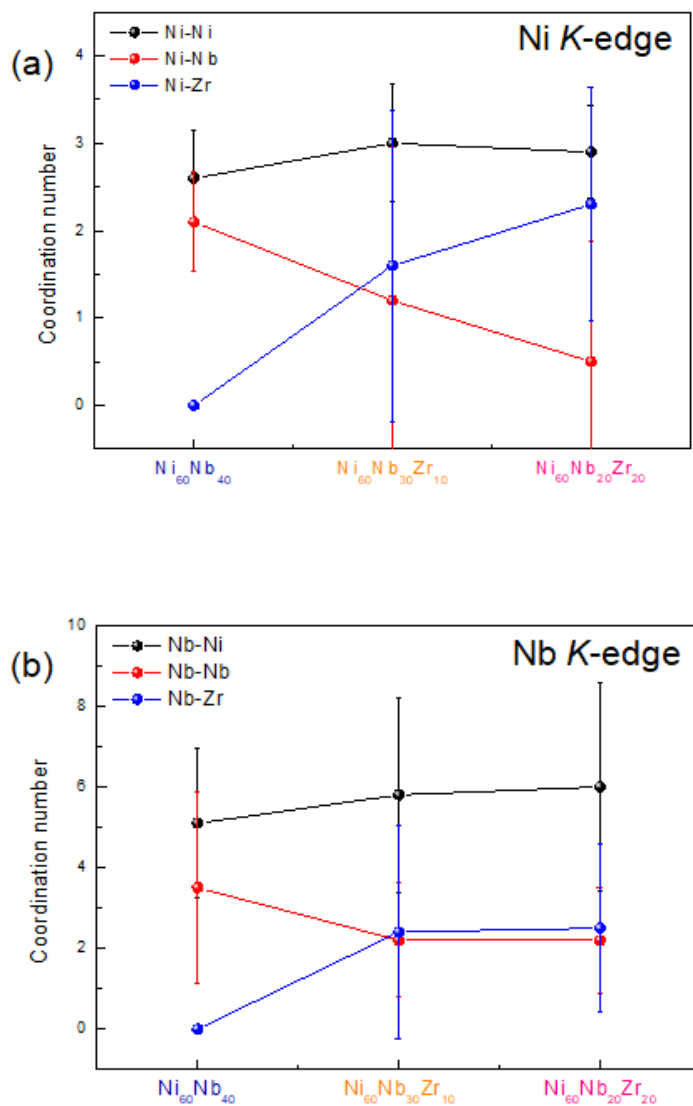 (a)
Ni-Ni
Ni-Nb
Ni-Zr
Ni K-edge
Coordination number
4
3
2
1
0
Ni60Nb40
Ni60Nb30Zr10
Ni60Nb20Zr20
(b)
Nb-Ni
Nb-Nb
Nb-Zr
Nb K-edge
Coordination number
10
8
6
4
2
0
Ni60Nb40
Ni60Nb30Zr10
Ni60Nb20Zr20